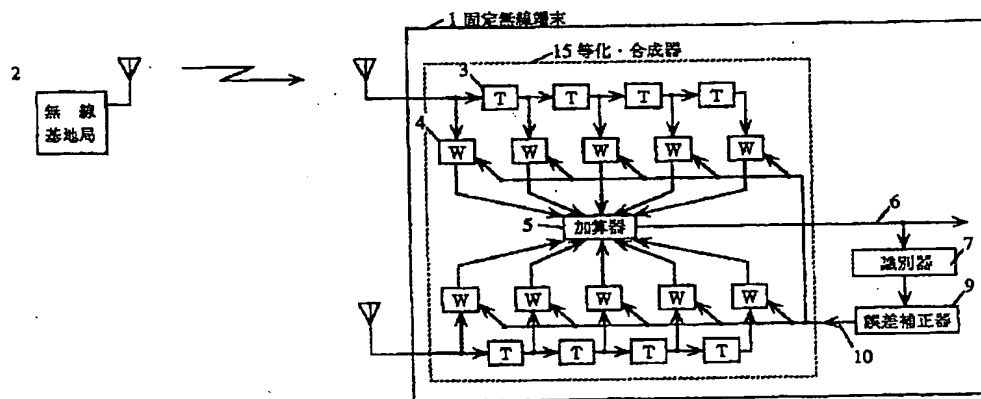 1 固定無線端末
15 等化・合成器
2
無線
基地局
3
T T T T
4
W W W W W
5
加算器
6
識別器
7
W W W W W
9
誤差補正器
10
T T T T